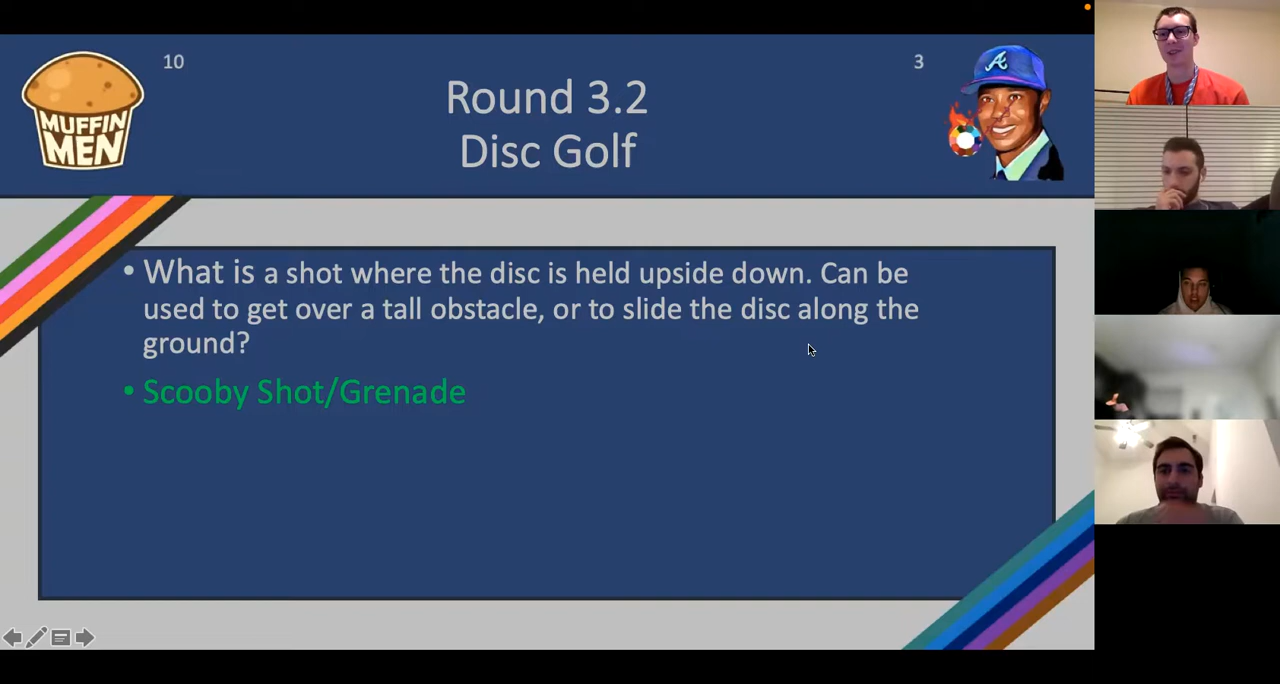 10
3
Round 3.2
Disc Golf
MUFFIN
MEN
A
• What is a shot where the disc is held upside down. Can be
used to get over a tall obstacle, or to slide the disc along the
ground?
• Scooby Shot/Grenade